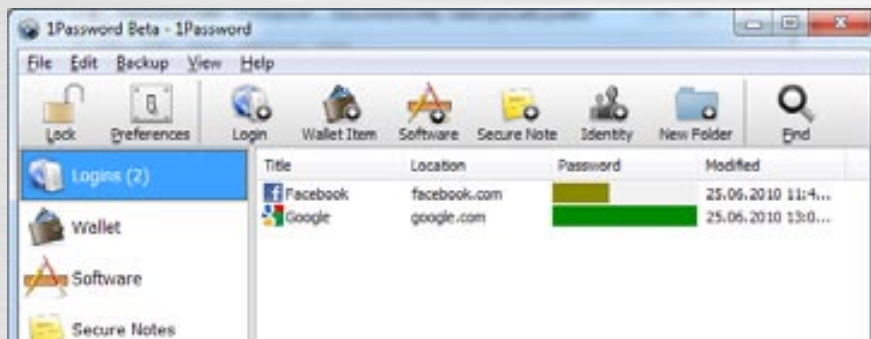 1Password Beta - 1Password
File Edit Backup View Help
Lock Preferences Login Wallet Item Software Secure Note Identity New Folder Find
Logins (2)
Title Location Password Modified
Facebook facebook.com 25.06.2010 11:4...
Google google.com 25.06.2010 13:0...
Wallet
Software
Secure Notes